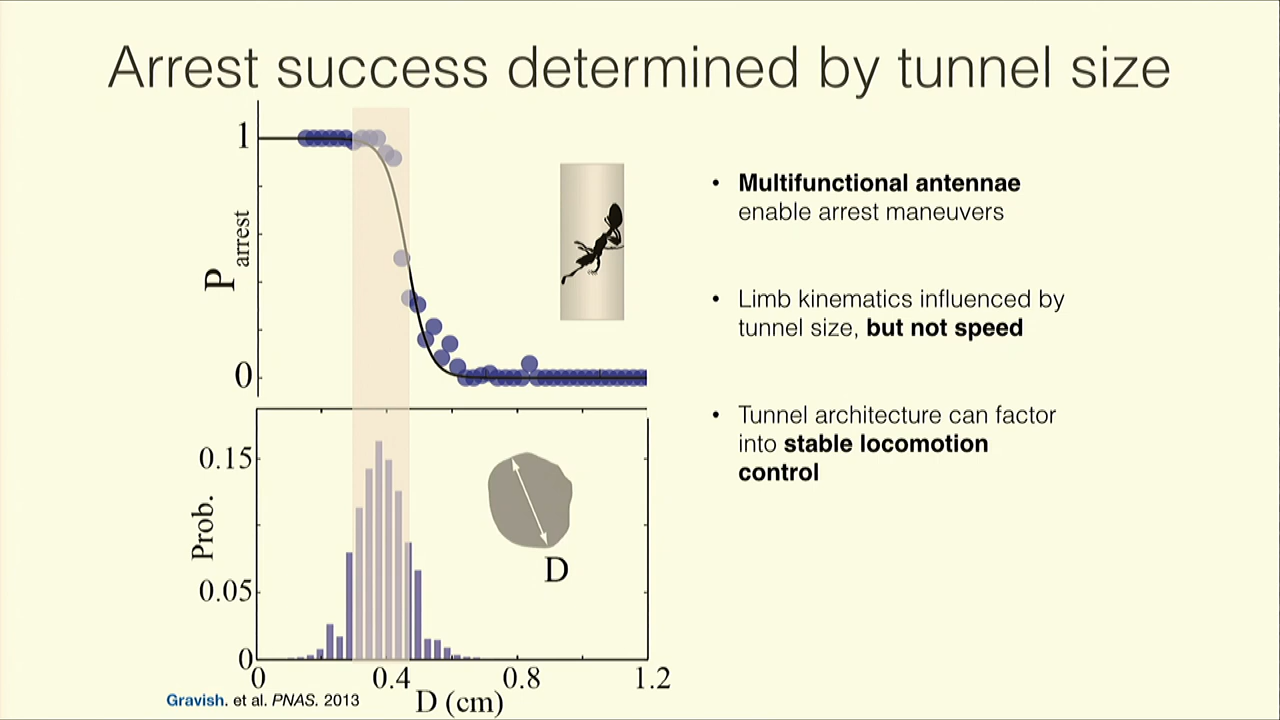 Arrest success determined by tunnel size
1
P arrest
0
0.15
Prob.
0.05
0
0
0.4
0.8
1.2
D (cm)
D
Gravish. et al. PNAS. 2013
• Multifunctional antennae
enable arrest maneuvers
• Limb kinematics influenced by
tunnel size, but not speed
• Tunnel architecture can factor
into stable locomotion
control